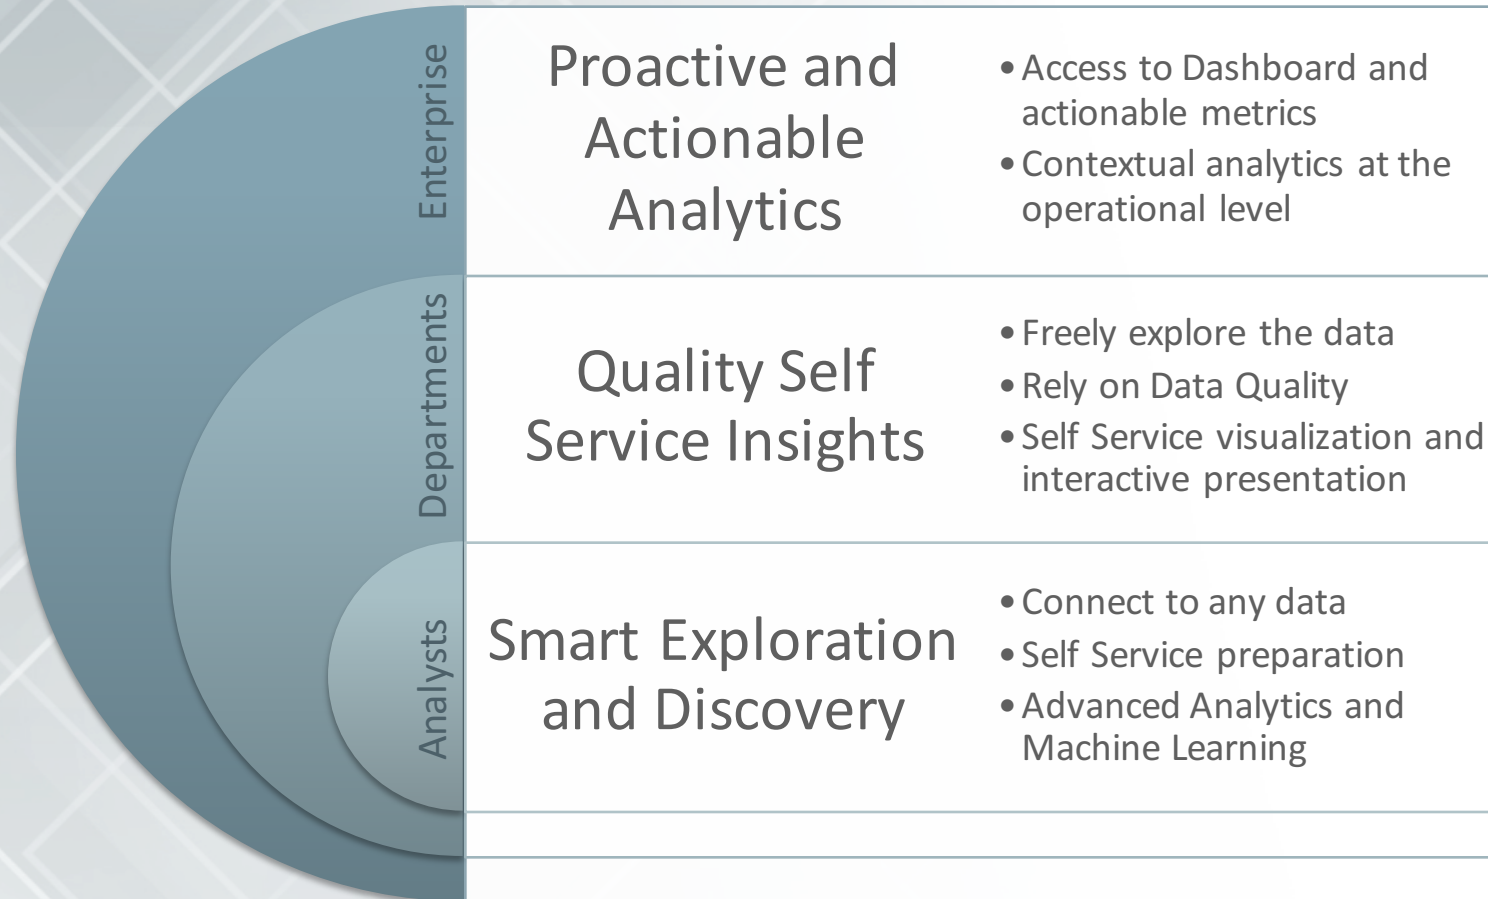 Enterprise
Proactive and
Actionable
Analytics
•Access to Dashboard and
actionable metrics
•Contextual analytics at the
operational level
Departments
Quality Self
Service Insights
•Freely explore the data
•Rely on Data Quality
•Self Service visualization and
interactive presentation
Analysts
Smart Exploration
and Discovery
•Connect to any data
•Self Service preparation
•Advanced Analytics and
Machine Learning